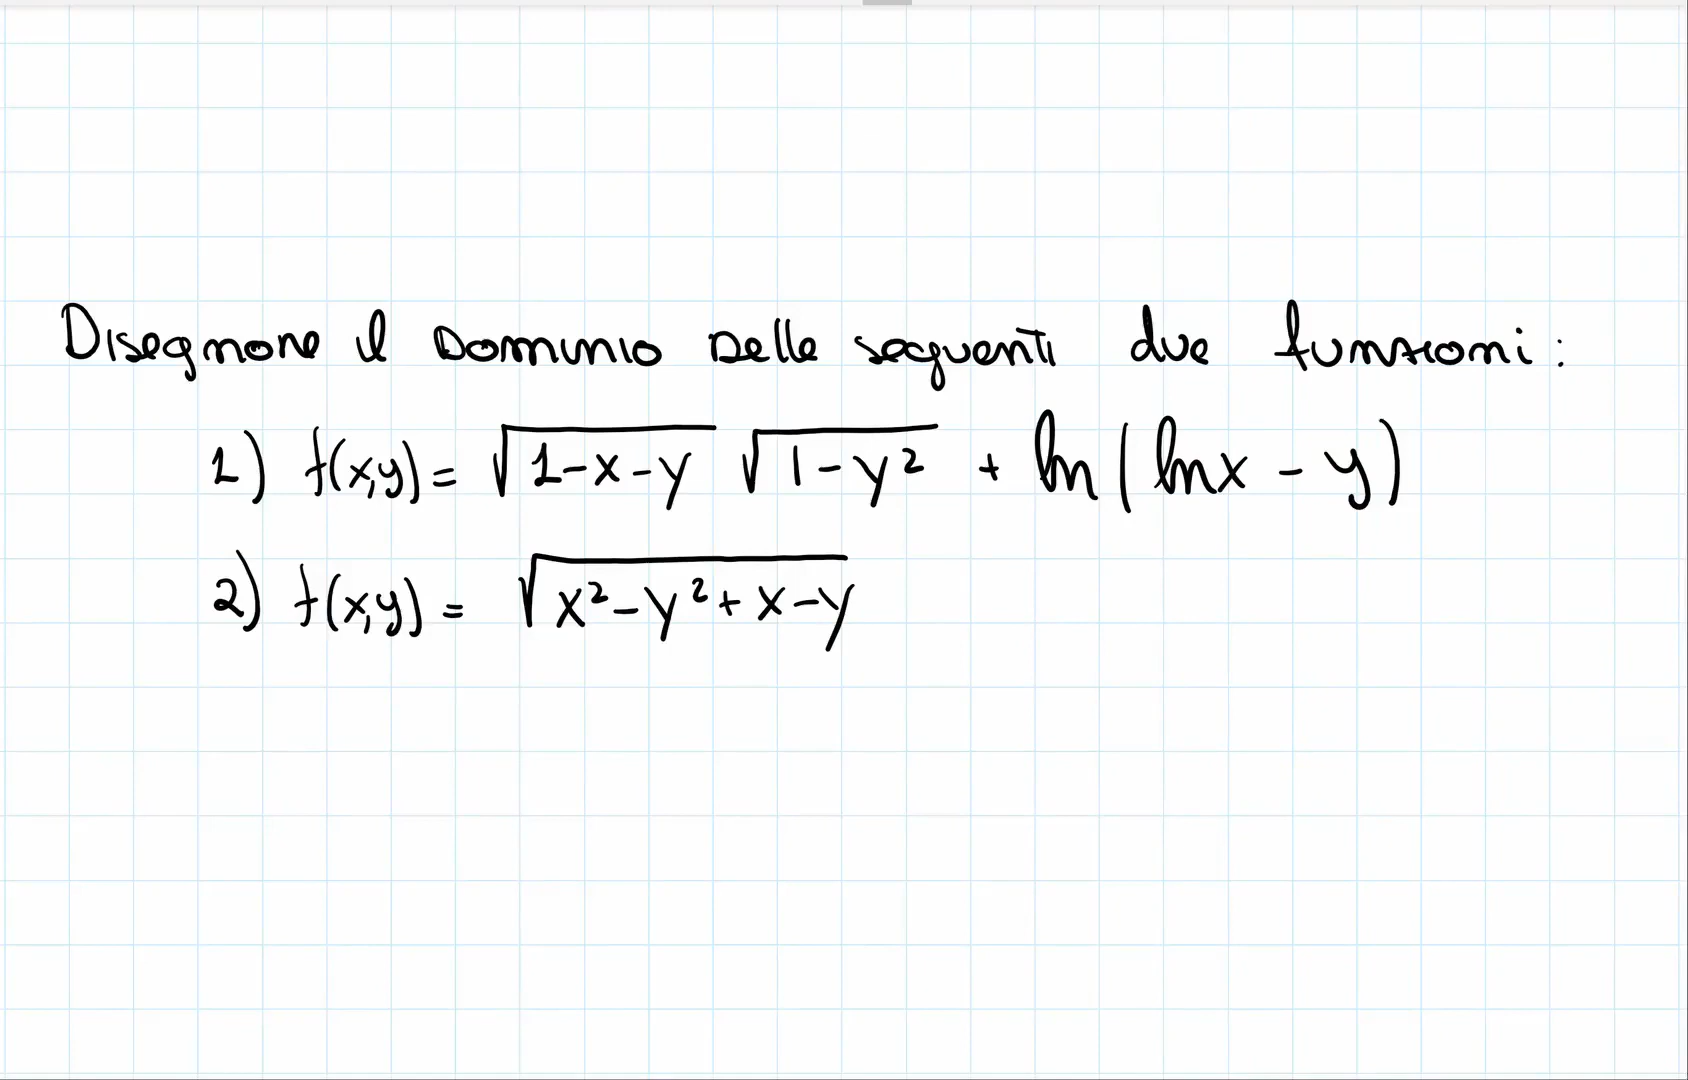 Disegnare il Dominio Delle seguenti due funzioni:
1) f(x,y) = √(1-x-y) √(1-y²) + ln(lnx - y)
2) f(x,y) = √(x²-y²+x-y)